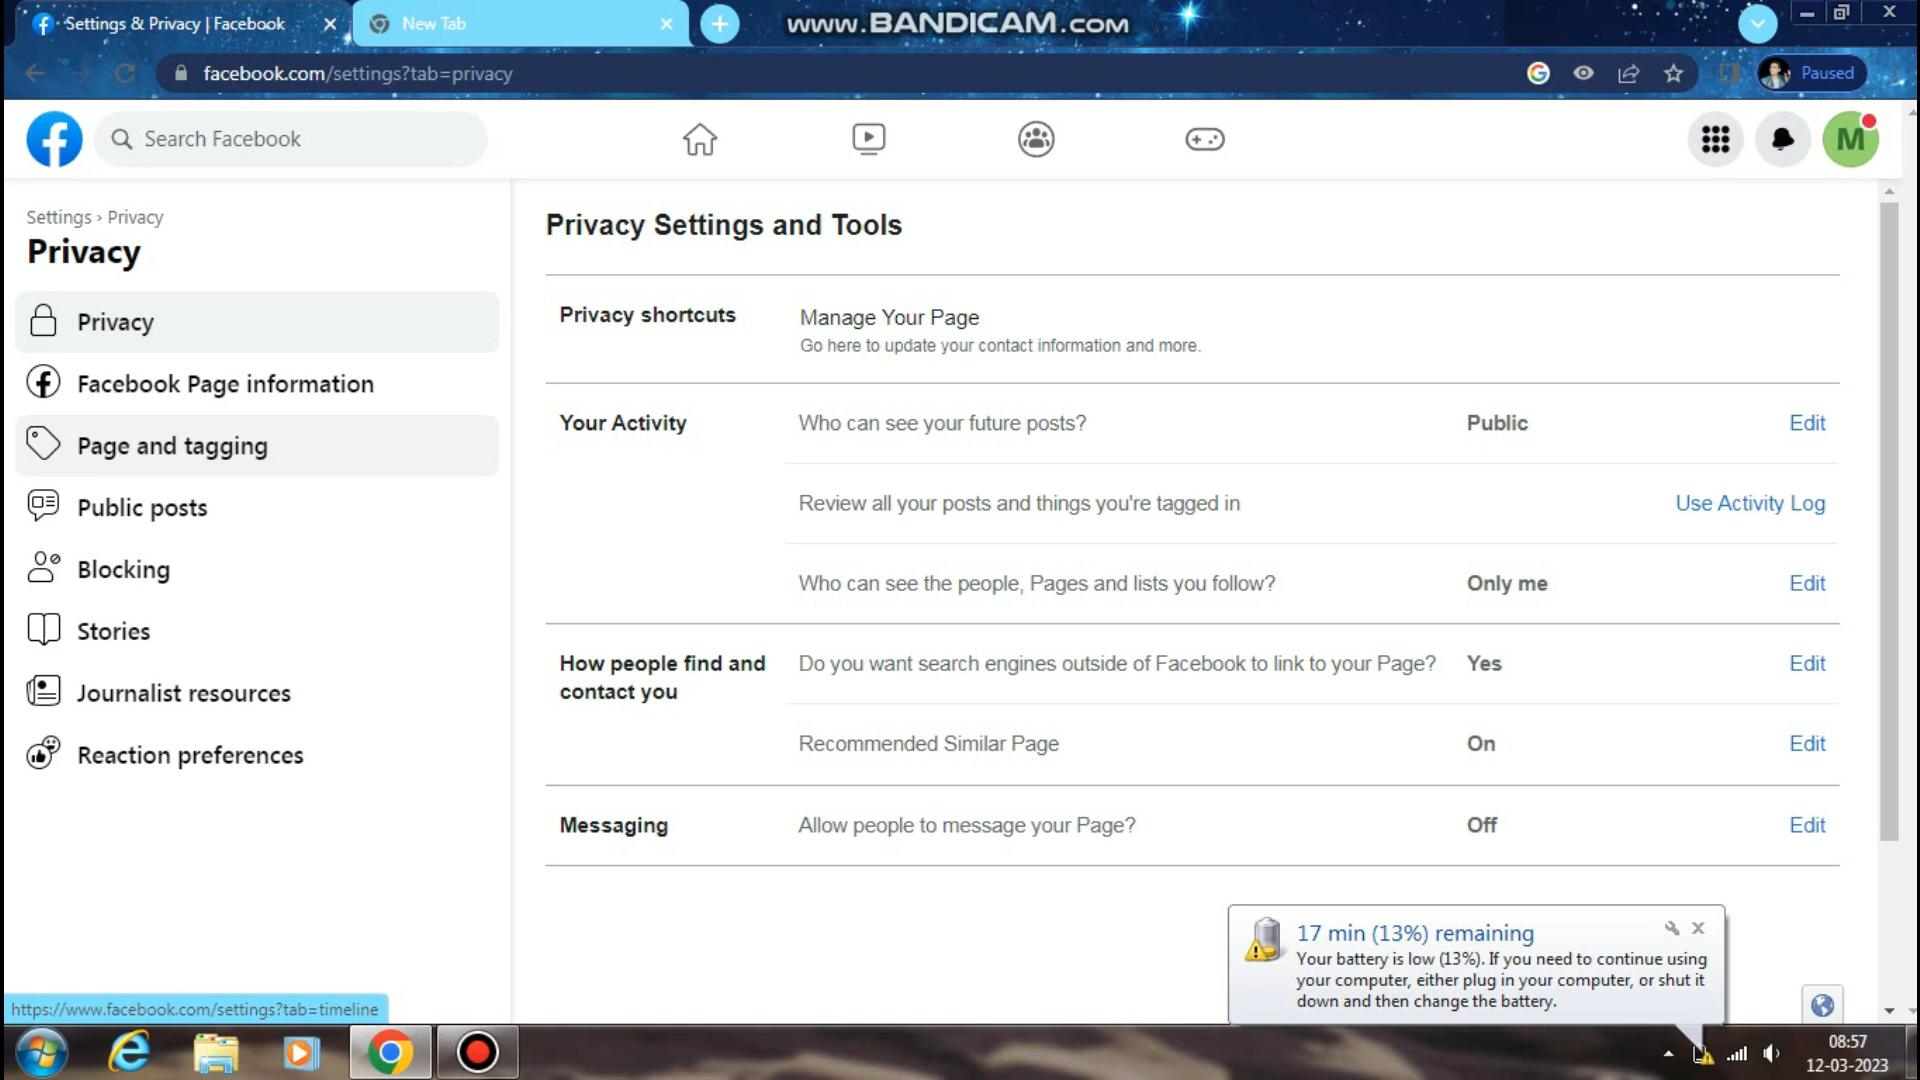 Settings & Privacy | Facebook
New Tab
www.BANDICAM.com
facebook.com/settings?tab=privacy
Paused
Search Facebook
M
Settings › Privacy
Privacy
Privacy
Facebook Page information
Page and tagging
Public posts
Blocking
Stories
Journalist resources
Reaction preferences
Privacy Settings and Tools
Privacy shortcuts
Manage Your Page
Go here to update your contact information and more.
Your Activity
Who can see your future posts? Public Edit
Review all your posts and things you're tagged in Use Activity Log
Who can see the people, Pages and lists you follow? Only me Edit
How people find and
contact you
Do you want search engines outside of Facebook to link to your Page? Yes Edit
Recommended Similar Page On Edit
Messaging
Allow people to message your Page? Off Edit
17 min (13%) remaining
Your battery is low (13%). If you need to continue using
your computer, either plug in your computer, or shut it
down and then change the battery.
https://www.facebook.com/settings?tab=timeline
08:57
12-03-2023